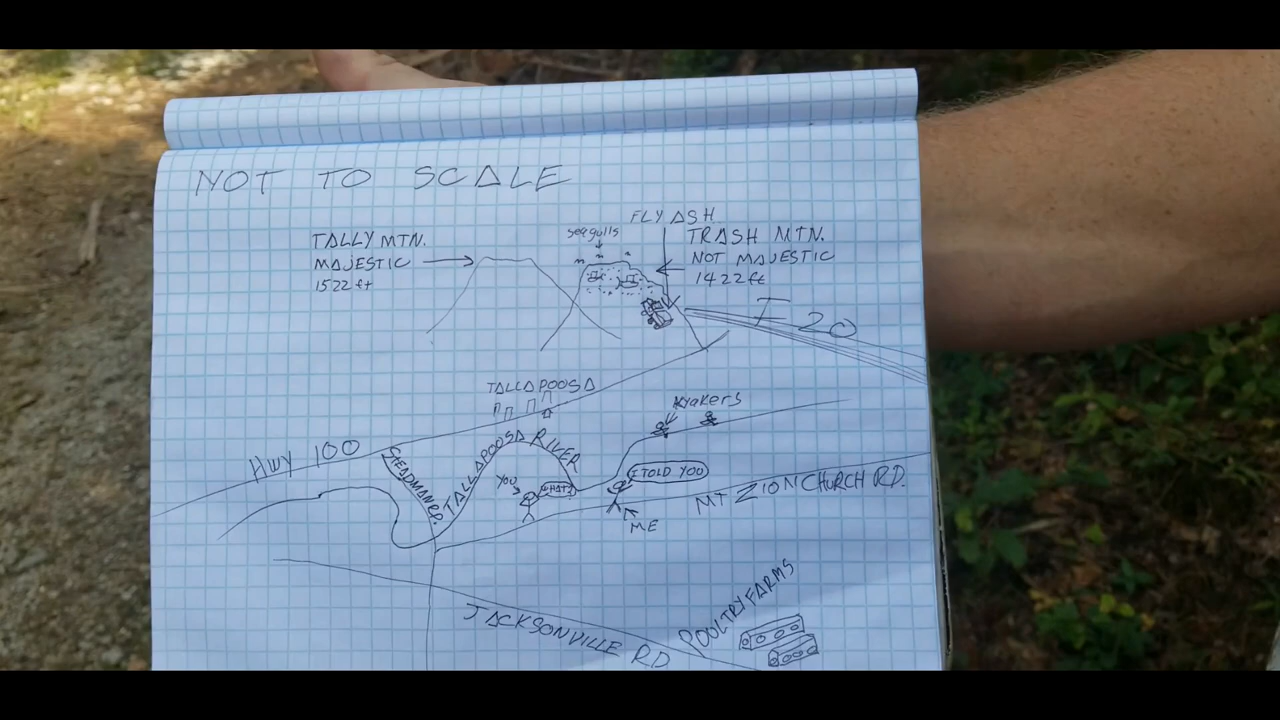 NOT TO SCALE
FLY ASH
seagulls
TALLY MTN.
MAJESTIC
1522 ft
TRASH MTN.
NOT MAJESTIC
1422 ft
I-20
TALLAPOOSA
Kyakers
HWY 100
STEADMAN RD.
TALLAPOOSA RIVER
YOU
WHAT?
I TOLD YOU
ME
MT ZION CHURCH RD.
JACKSONVILLE RD
POULTRY FARMS